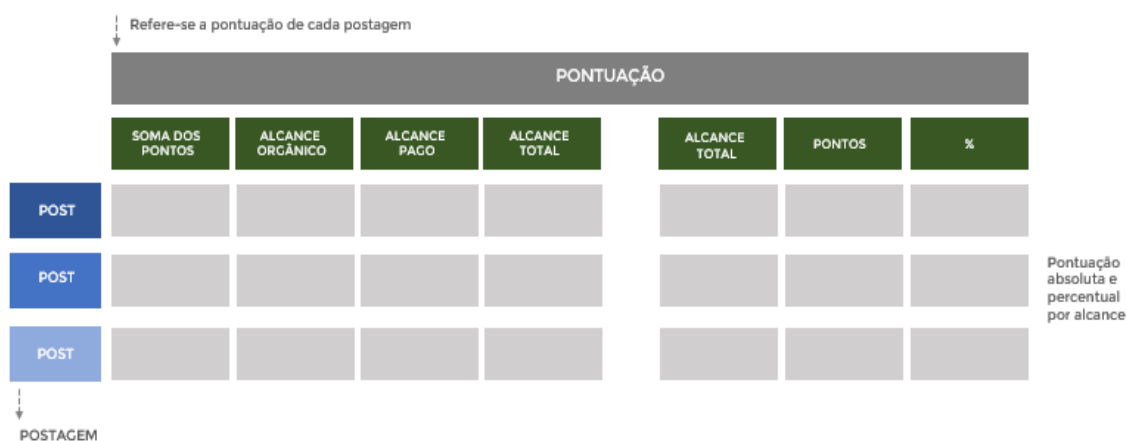 Refere-se a pontuação de cada postagem
PONTUAÇÃO
SOMA DOS
PONTOS
ALCANCE
ORGÂNICO
ALCANCE
PAGO
ALCANCE
TOTAL
ALCANCE
TOTAL
PONTOS
%
POST
POST
POST
Pontuação
absoluta e
percentual
por alcance
POSTAGEM